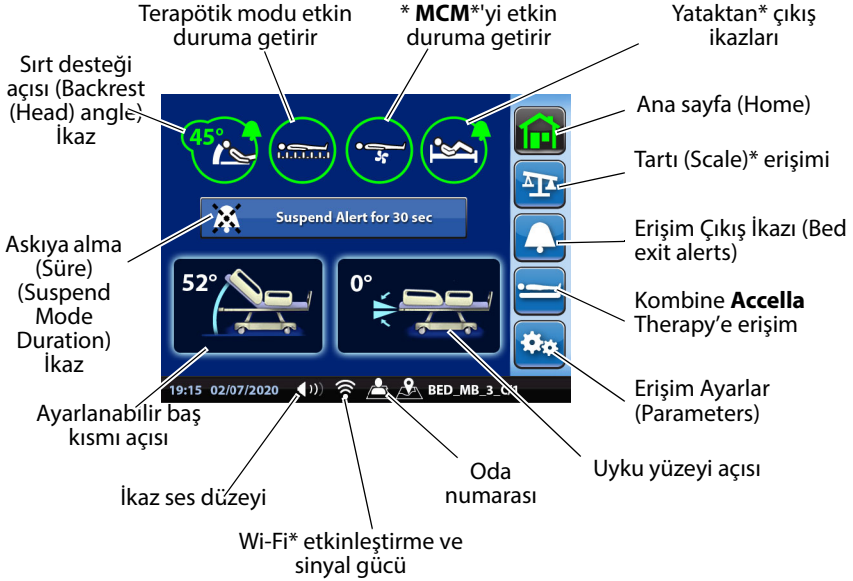 Terapötik modu etkin
duruma getirir
* MCM*'yi etkin
duruma getirir
Yataktan* çıkış
ikazları
Sırt desteği
açısı (Backrest
(Head) angle)
İkaz
45°
Ana sayfa (Home)
Tartı (Scale)* erişimi
Suspend Alert for 30 sec
Erişim Çıkış İkazı (Bed
exit alerts)
Askıya alma
(Süre)
(Suspend
Mode
Duration)
İkaz
52°
0°
Kombine Accella
Therapy’e erişim
19:15 02/07/2020
BED_MB_3_
Erişim Ayarlar
(Parameters)
Ayarlanabilir baş
kısmı açısı
İkaz ses düzeyi
Oda
numarası
Uyku yüzeyi açısı
Wi-Fi* etkinleştirme ve
sinyal gücü